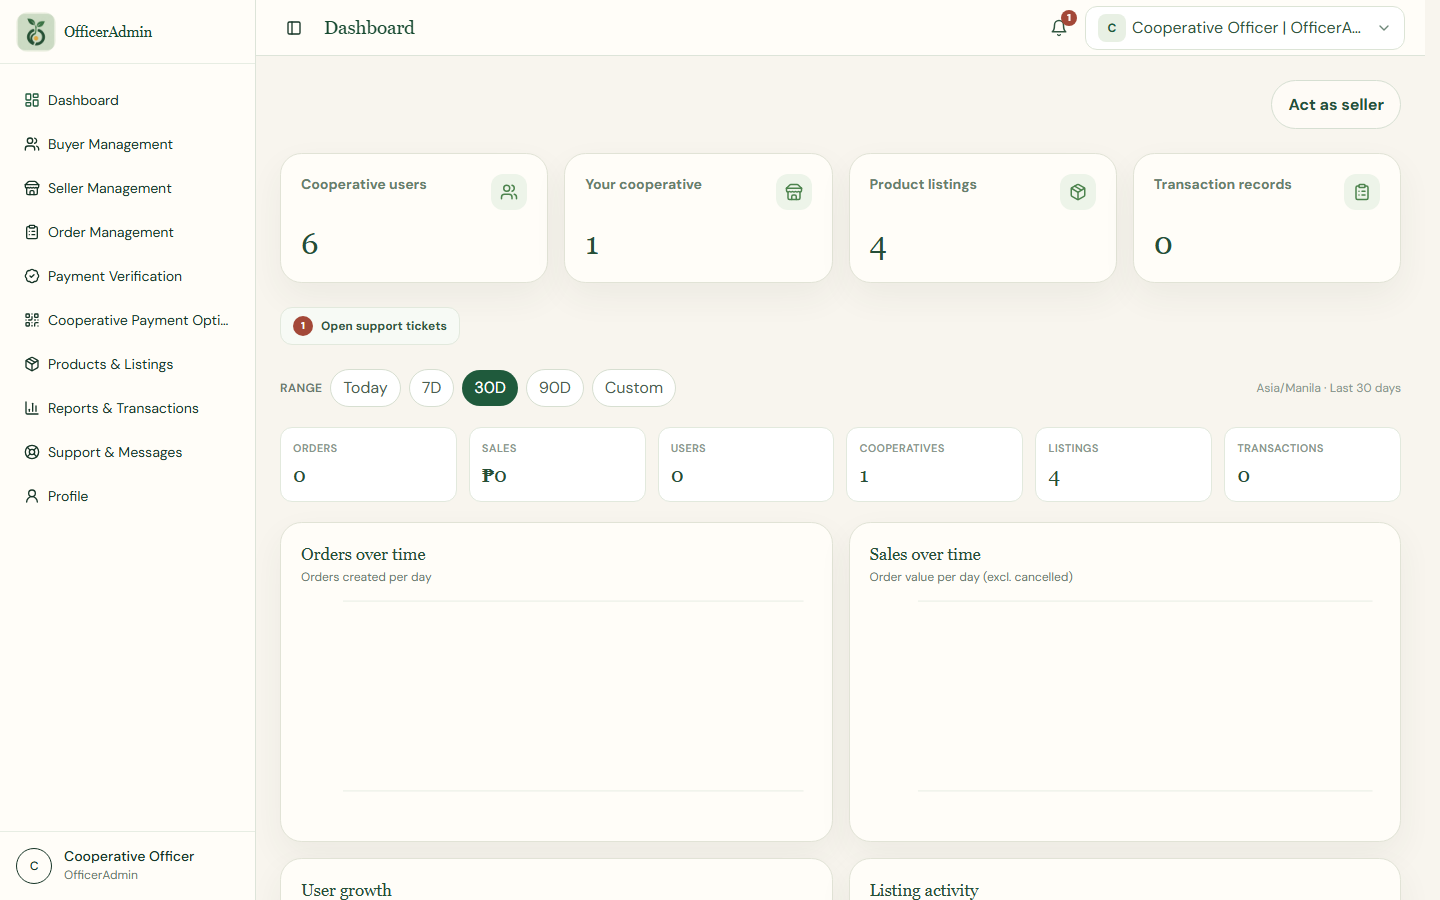 OfficerAdmin
Dashboard
1
C
Cooperative Officer | OfficerA...
Dashboard
Buyer Management
Seller Management
Order Management
Payment Verification
Cooperative Payment Opti...
Products & Listings
Reports & Transactions
Support & Messages
Profile
C
Cooperative Officer
OfficerAdmin
Act as seller
Cooperative users
6
Your cooperative
1
Product listings
4
Transaction records
0
1 Open support tickets
RANGE Today 7D 30D 90D Custom
Asia/Manila · Last 30 days
ORDERS
0
SALES
₱0
USERS
0
COOPERATIVES
1
LISTINGS
4
TRANSACTIONS
0
Orders over time
Orders created per day
Sales over time
Order value per day (excl. cancelled)
User growth
Listing activity